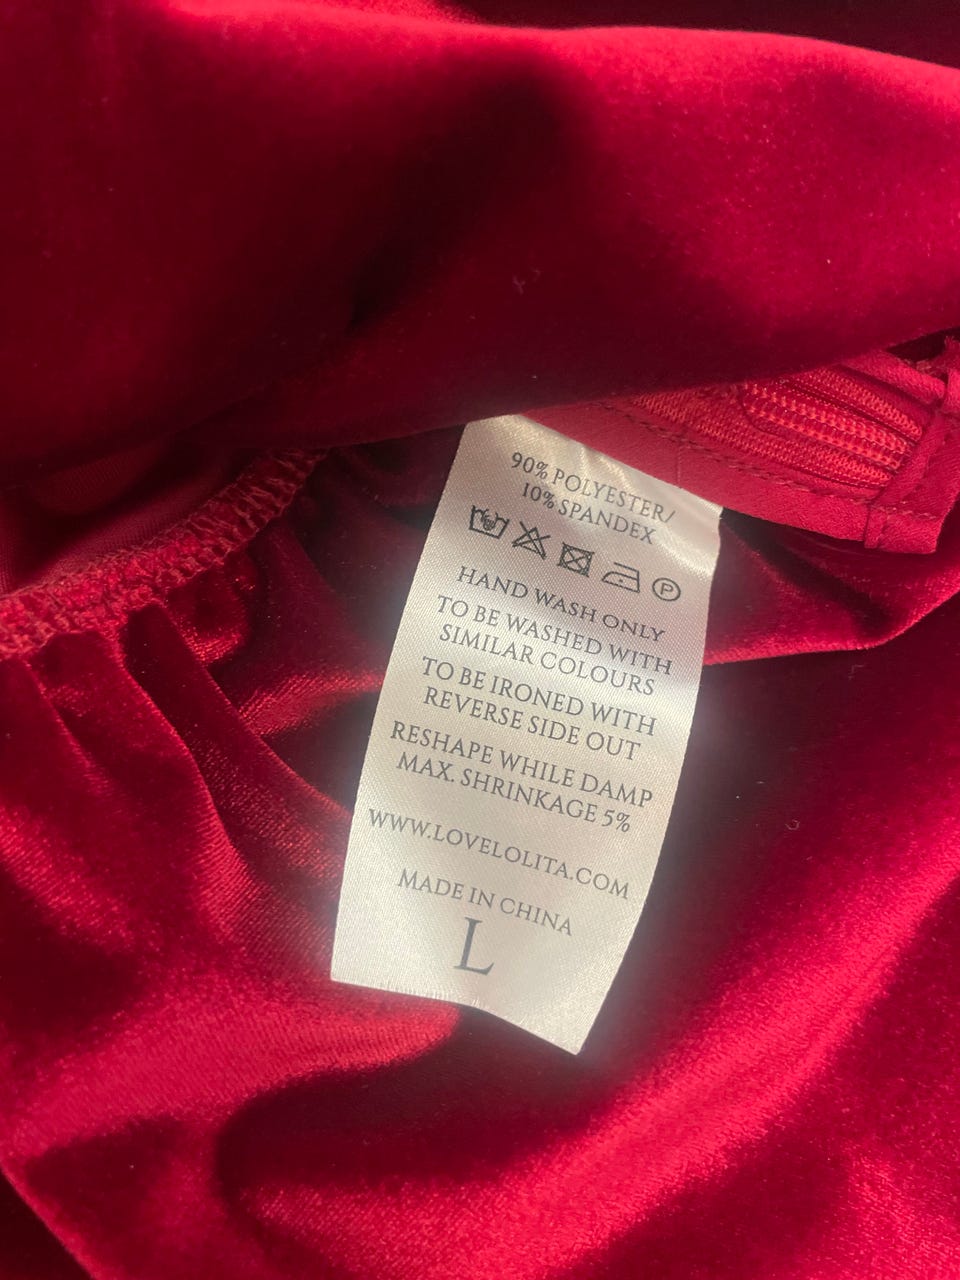 90% POLYESTER/
10% SPANDEX
P
HAND WASH ONLY
TO BE WASHED WITH
SIMILAR COLOURS
TO BE IRONED WITH
REVERSE SIDE OUT
RESHAPE WHILE DAMP
MAX. SHRINKAGE 5%
WWW.LOVELOLITA.COM
MADE IN CHINA
L